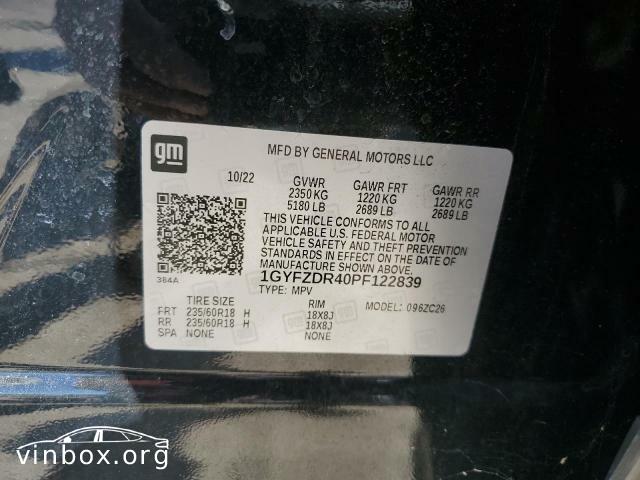 gm
MFD BY GENERAL MOTORS LLC
10/22
GVWR GAWR FRT GAWR RR
2350 KG 1220 KG 1220 KG
5180 LB 2689 LB 2689 LB
THIS VEHICLE CONFORMS TO ALL
APPLICABLE U.S. FEDERAL MOTOR
VEHICLE SAFETY AND THEFT PREVENTION
STANDARDS IN EFFECT ON THE DATE OF
MANUFACTURE SHOWN ABOVE.
384A
1GYFZDR40PF122839
TYPE: MPV
TIRE SIZE RIM MODEL: 096ZC26
FRT 235/60R18 H 18X8J
RR 235/60R18 H 18X8J
SPA NONE NONE
vinbox.org